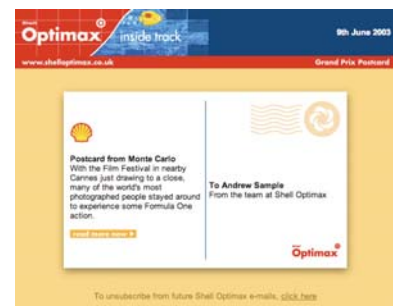 Optimax
inside track
9th June 2003
www.shelloptimax.co.uk
Grand Prix Postcard
Postcard from Monte Carlo
With the Film Festival in nearby
Cannes just drawing to a close,
many of the world's most
photographed people stayed around
to experience some Formula One
action.
read more now
To Andrew Sample
From the team at Shell Optimax
Optimax
To unsubscribe from future Shell Optimax e-mails, click here